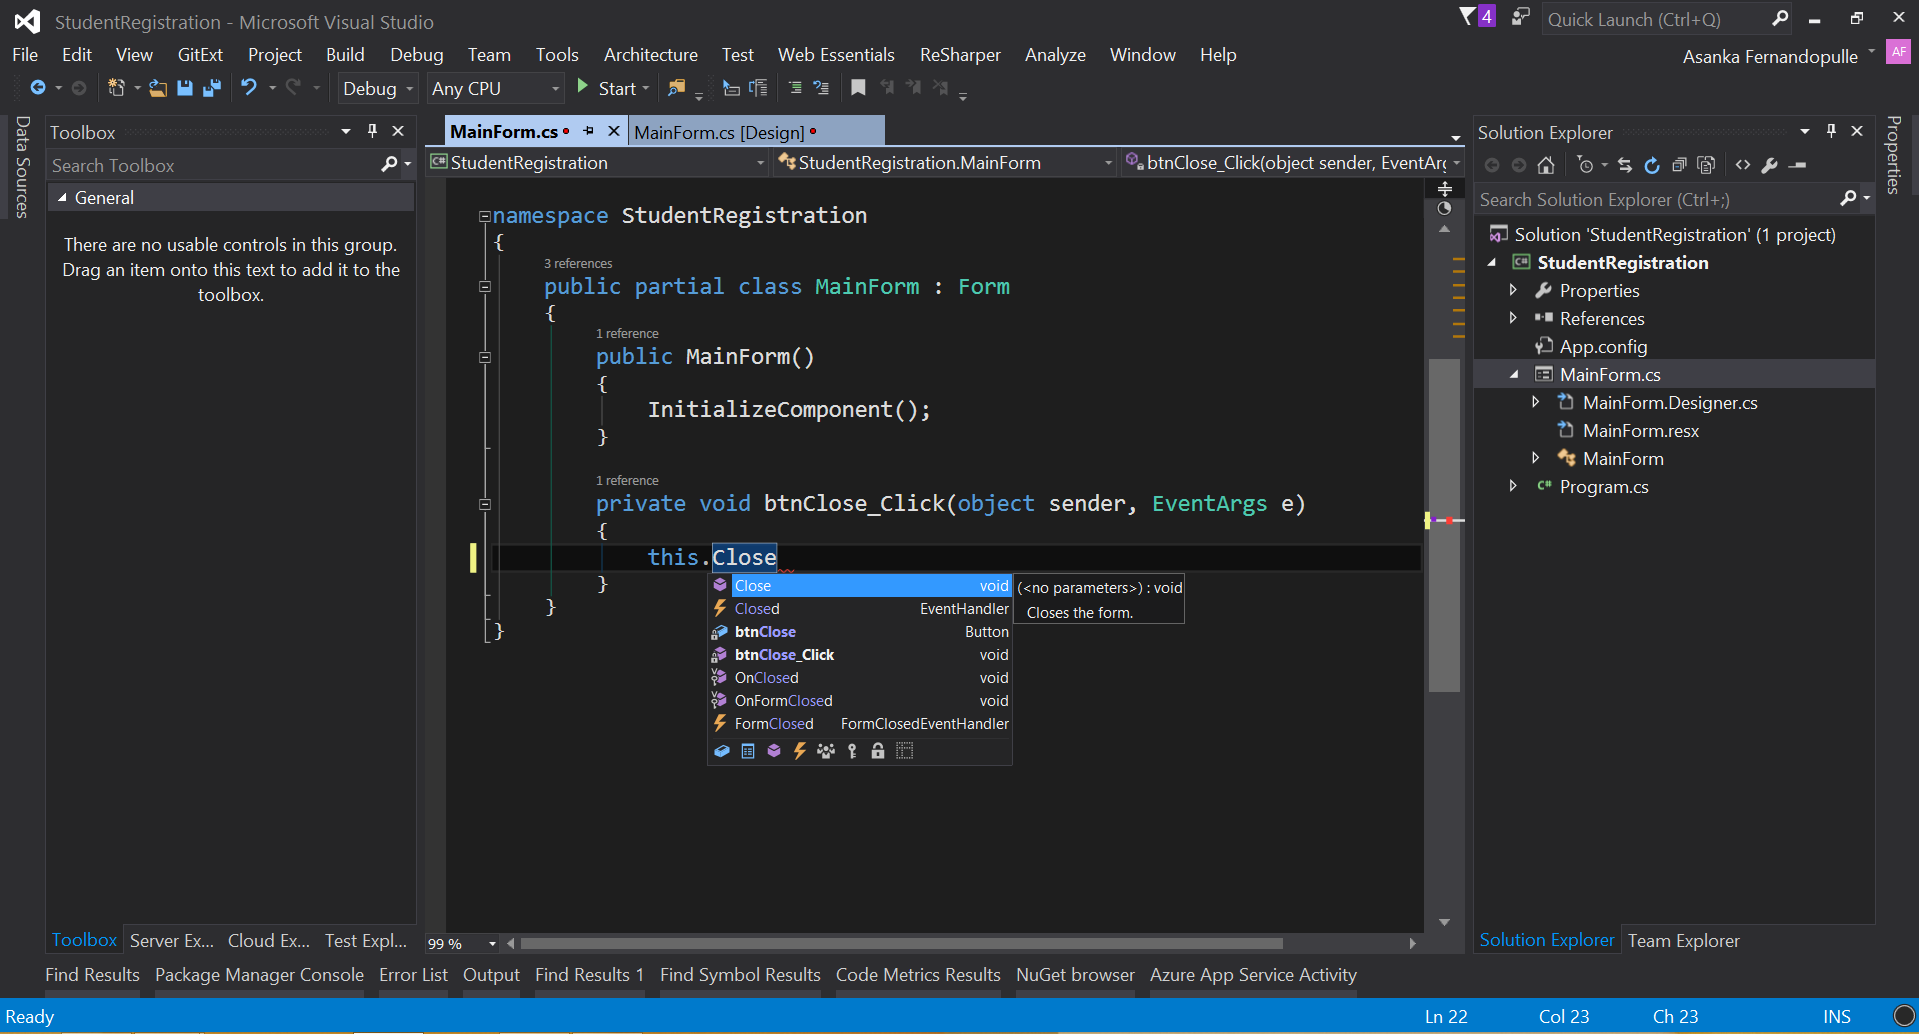 StudentRegistration - Microsoft Visual Studio
4
Quick Launch (Ctrl+Q)
File Edit View GitExt Project Build Debug Team Tools Architecture Test Web Essentials ReSharper Analyze Window Help
Asanka Fernandopulle AF
Debug Any CPU Start
Data Sources
Toolbox
Search Toolbox
General
There are no usable controls in this group.
Drag an item onto this text to add it to the
toolbox.
Toolbox Server Ex... Cloud Ex... Test Expl...
MainForm.cs MainForm.cs [Design]
StudentRegistration StudentRegistration.MainForm btnClose_Click(object sender, EventArg
namespace StudentRegistration
{
3 references
public partial class MainForm : Form
{
1 reference
public MainForm()
{
InitializeComponent();
}
1 reference
private void btnClose_Click(object sender, EventArgs e)
{
this.Close
}
}
}
Close void
Closed EventHandler
btnClose Button
btnClose_Click void
OnClosed void
OnFormClosed void
FormClosed FormClosedEventHandler
(<no parameters>) : void
Closes the form.
99 %
Solution Explorer
Search Solution Explorer (Ctrl+;)
Solution 'StudentRegistration' (1 project)
C# StudentRegistration
Properties
References
App.config
MainForm.cs
MainForm.Designer.cs
MainForm.resx
MainForm
C# Program.cs
Solution Explorer Team Explorer
Properties
Find Results Package Manager Console Error List Output Find Results 1 Find Symbol Results Code Metrics Results NuGet browser Azure App Service Activity
Ready Ln 22 Col 23 Ch 23 INS